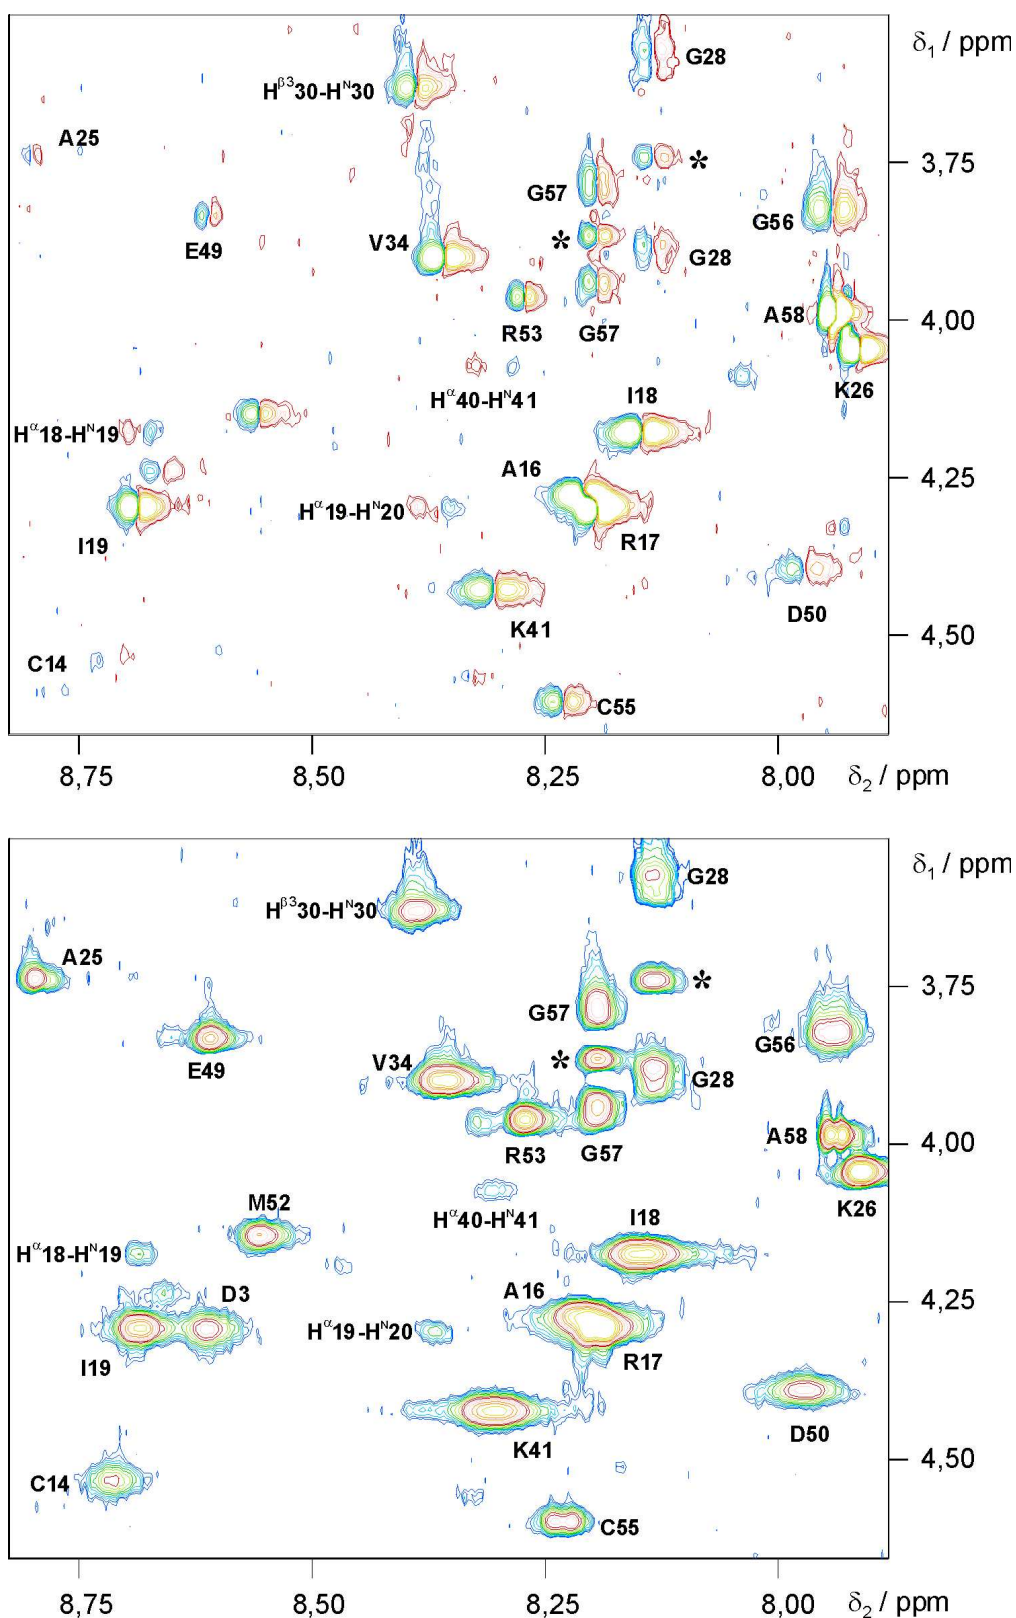 δ1 / ppm
G28
Hβ330-HN30
A25
*
3,75
G57
G56
E49
V34
*
G28
A58
4,00
R53
G57
Hα40-HN41
K26
I18
Hα18-HN19
A16
4,25
Hα19-HN20
I19
R17
D50
K41
4,50
C14
C55
8,75
8,50
8,25
8,00
δ2 / ppm
δ1 / ppm
G28
Hβ330-HN30
A25
*
3,75
G57
G56
E49
V34
*
G28
A58
4,00
R53
G57
K26
M52
Hα40-HN41
I18
Hα18-HN19
D3
A16
4,25
Hα19-HN20
I19
R17
D50
K41
4,50
C14
C55
8,75
8,50
8,25
8,00
δ2 / ppm